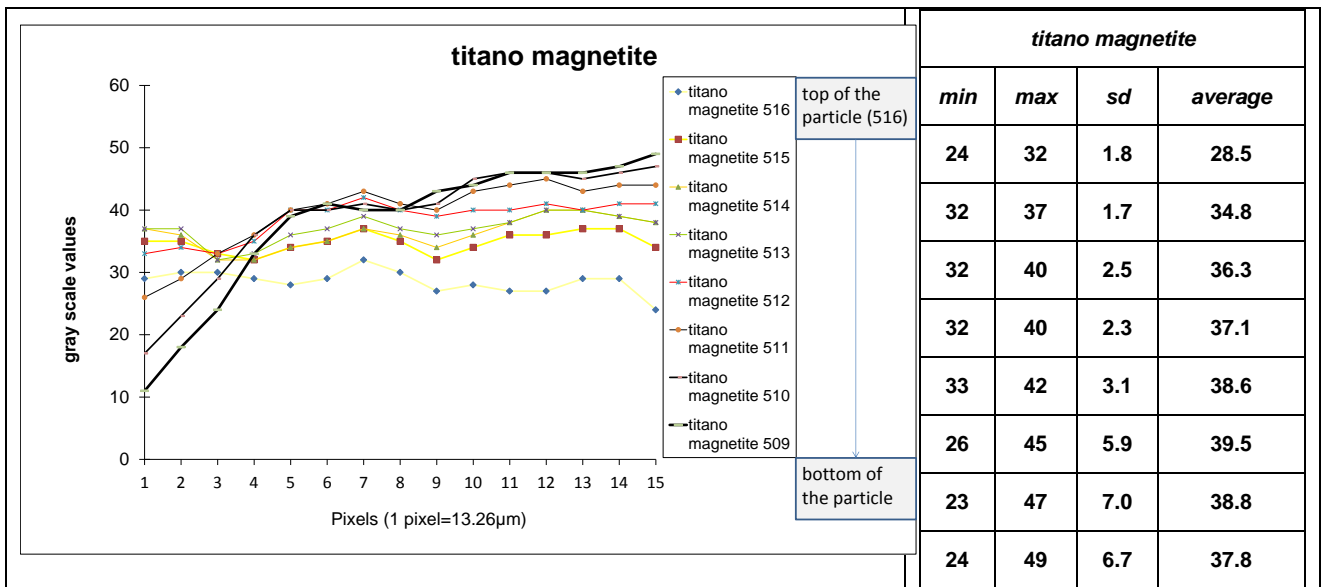 titano magnetite
60
50
40
30
20
10
0
gray scale values
1 2 3 4 5 6 7 8 9 10 11 12 13 14 15
Pixels (1 pixel=13.26µm)
titano
magnetite 516
titano
magnetite 515
titano
magnetite 514
titano
magnetite 513
titano
magnetite 512
titano
magnetite 511
titano
magnetite 510
titano
magnetite 509
top of the
particle (516)
bottom of
the particle
titano magnetite
min max sd average
24 32 1.8 28.5
32 37 1.7 34.8
32 40 2.5 36.3
32 40 2.3 37.1
33 42 3.1 38.6
26 45 5.9 39.5
23 47 7.0 38.8
24 49 6.7 37.8